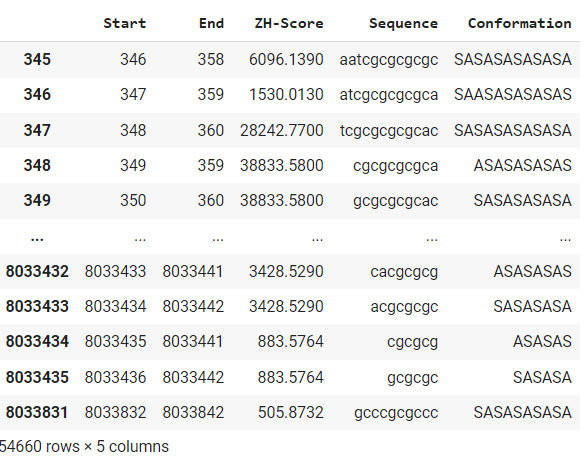 Start End ZH-Score Sequence Conformation
345 346 358 6096.1390 aatcgcgcgcgc SASASASASASA
346 347 359 1530.0130 atcgcgcgcgca SAASASASASAS
347 348 360 28242.7700 tcgcgcgcgcac SASASASASASA
348 349 359 38833.5800 cgcgcgcgca ASASASASAS
349 350 360 38833.5800 gcgcgcgcac SASASASASA
... ... ... ... ... ...
8033432 8033433 8033441 3428.5290 cacgcgcg ASASASAS
8033433 8033434 8033442 3428.5290 acgcgcgc SASASASA
8033434 8033435 8033441 883.5764 cgcgcg ASASAS
8033435 8033436 8033442 883.5764 gcgcgc SASASA
8033831 8033832 8033842 505.8732 gcccgcgccc SASASASASA
54660 rows × 5 columns